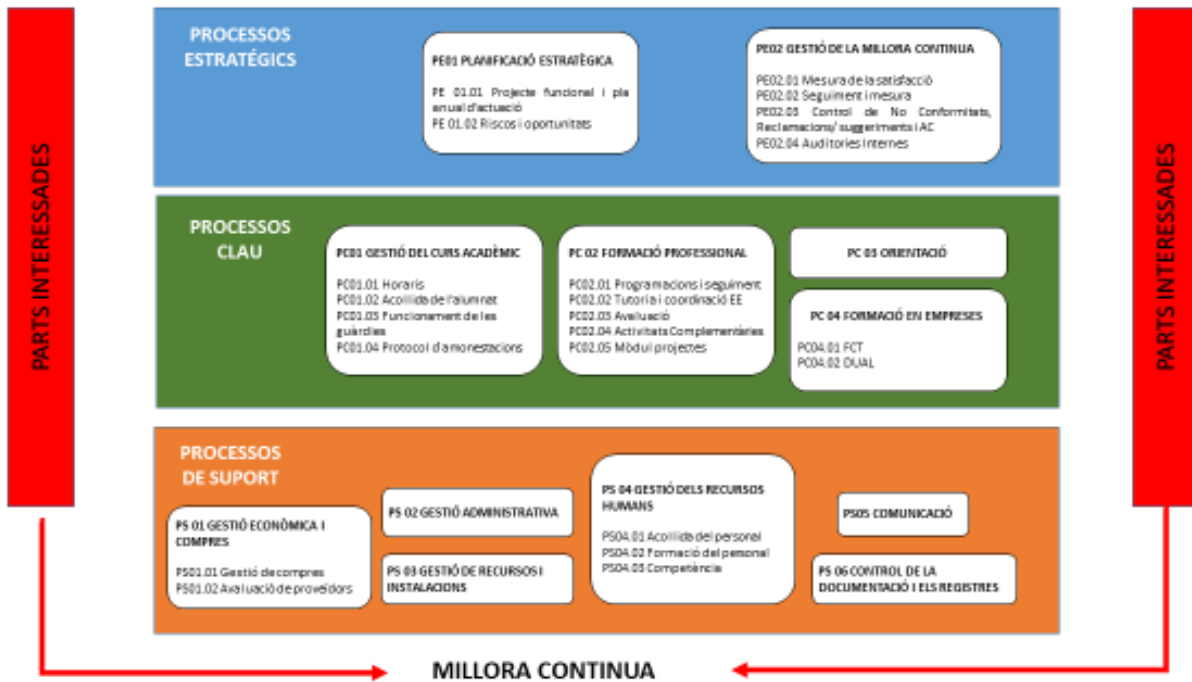 PARTS INTERESSADES
PROCESSOS
ESTRATÉGICS
PE01 PLANIFICACIÓ ESTRATÈGICA
PE 01.01 Projecte funcional i pla
anual d'actuació
PE 01.02 Riscos i oportunitats
PE02 GESTIÓ DE LA MILLORA CONTINUA
PE02.01 Mesura de la satisfacció
PE02.02 Seguiment i mesura
PE02.03 Control de No Conformitats,
Reclamacions/ suggeriments i AC
PE02.04 Auditories Internes
PROCESSOS
CLAU
PC01 GESTIÓ DEL CURS ACADÈMIC
PC01.01 Horaris
PC01.02 Acollida de l'alumnat
PC01.03 Funcionament de les
guàrdies
PC01.04 Protocol d'amonestacions
PC 02 FORMACIÓ PROFESSIONAL
PC02.01 Programacions i seguiment
PC02.02 Tutoria i coordinació EE
PC02.03 Avaluació
PC02.04 Activitats Complementàries
PC02.05 Mòdul projectes
PC 03 ORIENTACIÓ
PC 04 FORMACIÓ EN EMPRESES
PC04.01 FCT
PC04.02 DUAL
PROCESSOS
DE SUPORT
PS 01 GESTIÓ ECONÒMICA I
COMPRES
PS01.01 Gestió de compres
PS01.02 Avaluació de proveïdors
PS 02 GESTIÓ ADMINISTRATIVA
PS 03 GESTIÓ DE RECURSOS I
INSTALACIONS
PS 04 GESTIÓ DELS RECURSOS
HUMANS
PS04.01 Acollida del personal
PS04.02 Formació del personal
PS04.03 Competència
PS05 COMUNICACIÓ
PS 06 CONTROL DE LA
DOCUMENTACIÓ I ELS REGISTRES
PARTS INTERESSADES
MILLORA CONTINUA